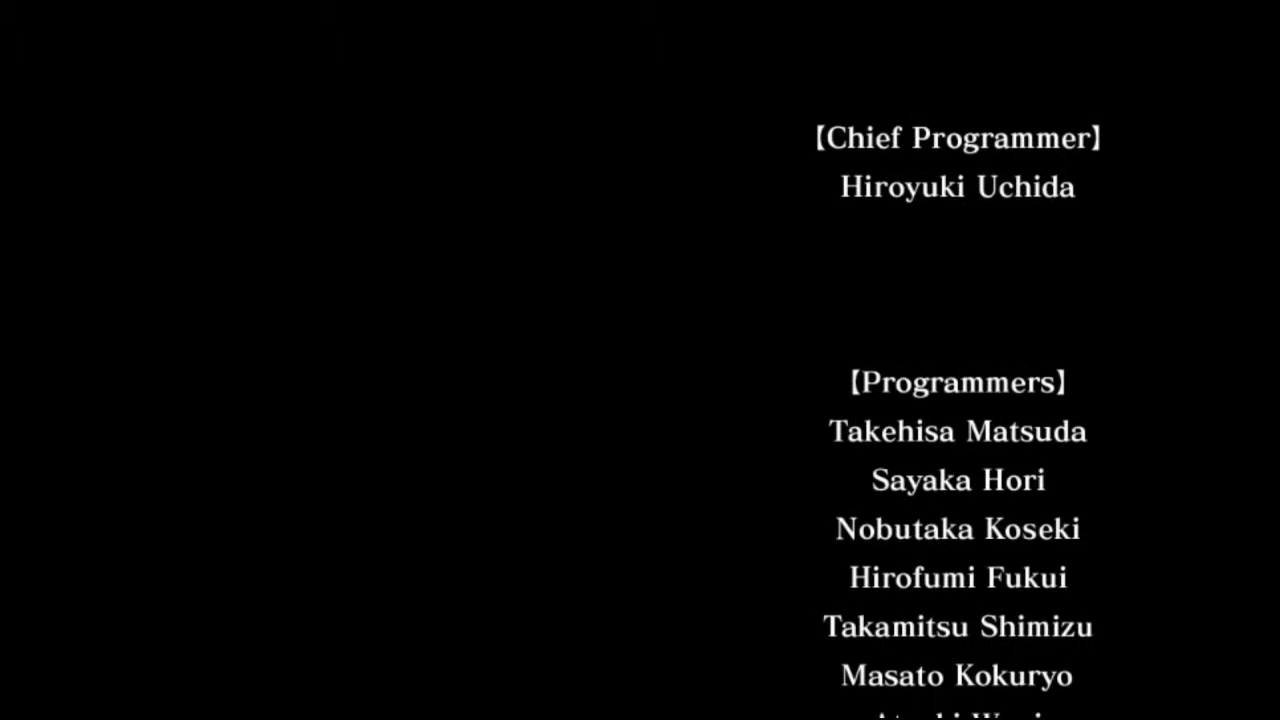 【Chief Programmer】
Hiroyuki Uchida
【Programmers】
Takehisa Matsuda
Sayaka Hori
Nobutaka Koseki
Hirofumi Fukui
Takamitsu Shimizu
Masato Kokuryo